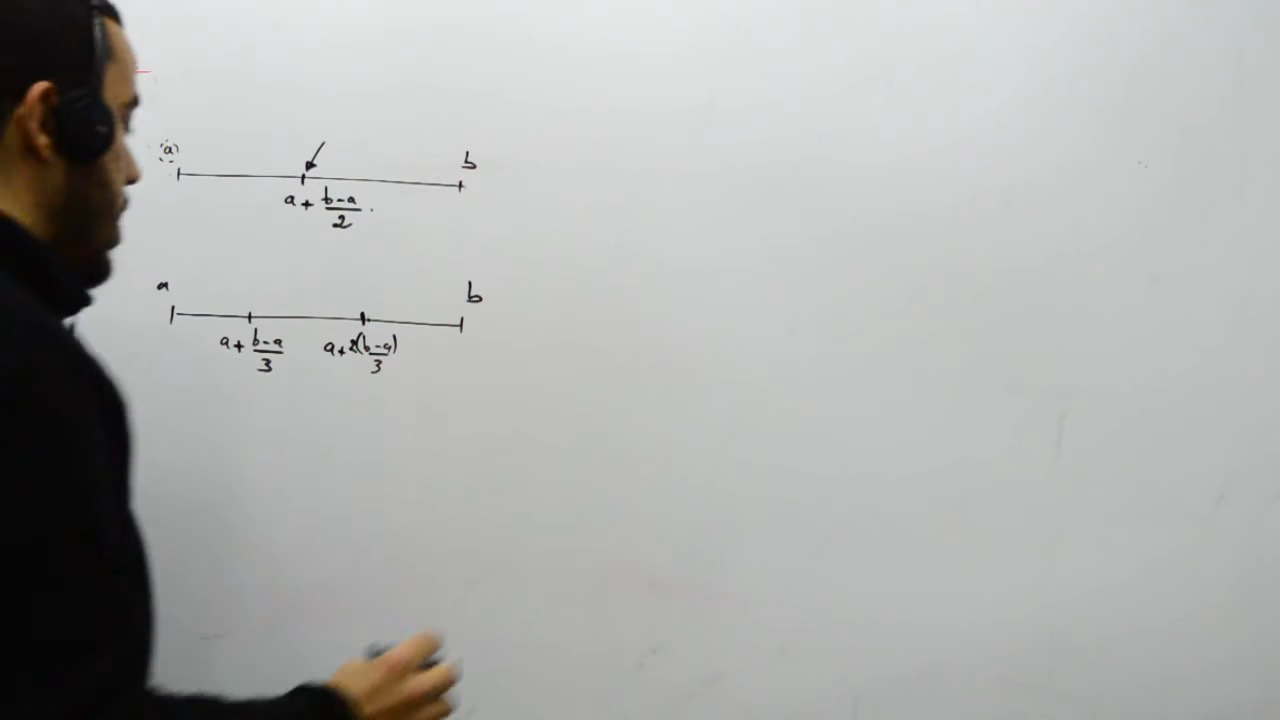 a b
a + b-a/2 .
a b
a + b-a/3 a + 2(b-a)/3